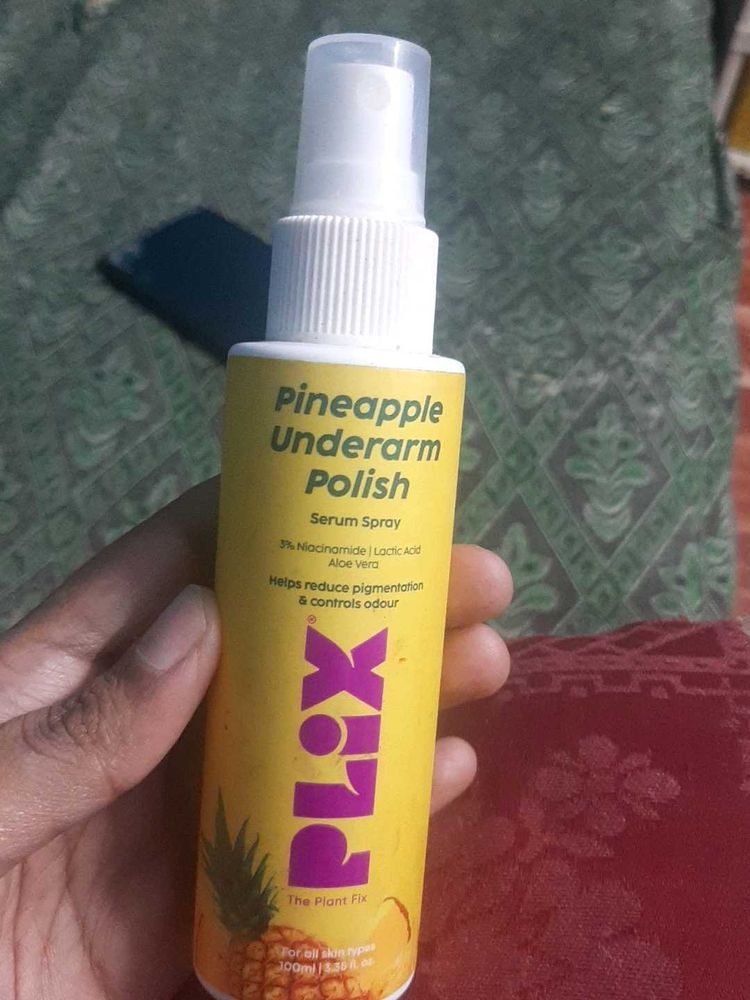 Pineapple
Underarm
Polish
Serum Spray
3% Niacinamide | Lactic Acid
Aloe Vera
Helps reduce pigmentation
& controls odour
PLiX®
The Plant Fix
For all skin types
100ml | 3.38 fl. oz.